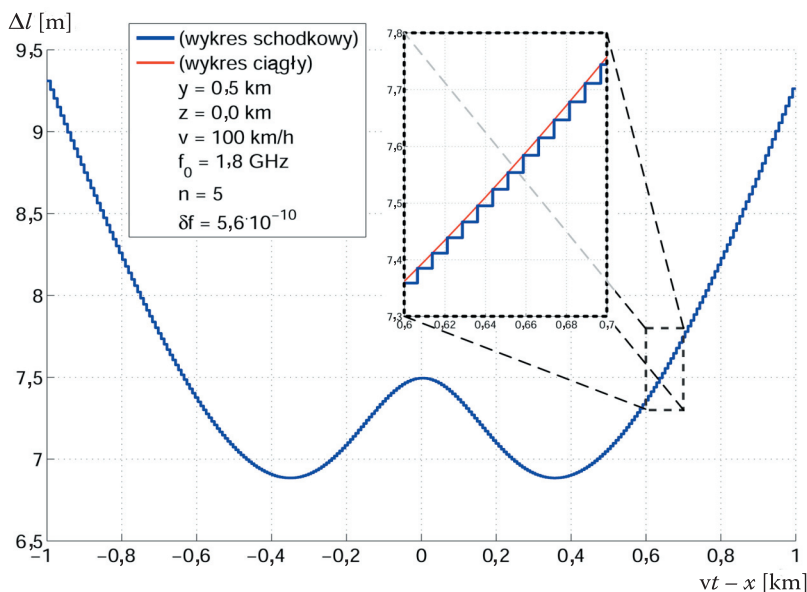 Δl [m]
9,5
9
8,5
8
7,5
7
6,5
(wykres schodkowy)
(wykres ciągły)
y = 0,5 km
z = 0,0 km
v = 100 km/h
f₀ = 1,8 GHz
n = 5
δf = 5,6·10⁻¹⁰
7,8
7,7
7,6
7,5
7,4
7,3
0,6 0,62 0,64 0,66 0,68 0,7
−1 −0,8 −0,6 −0,4 −0,2 0 0,2 0,4 0,6 0,8 1
vt – x [km]